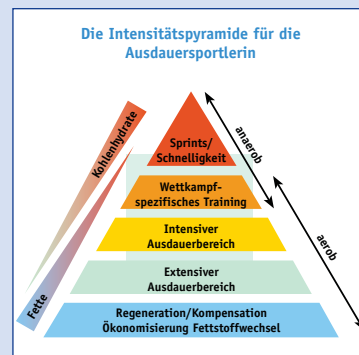 Die Intensitätspyramide für die
Ausdauersportlerin
Kohlenhydrate
Fette
anaerob
aerob
Sprints/
Schnelligkeit
Wettkampf-
spezifisches Training
Intensiver
Ausdauerbereich
Extensiver
Ausdauerbereich
Regeneration/Kompensation
Ökonomisierung Fettstoffwechsel